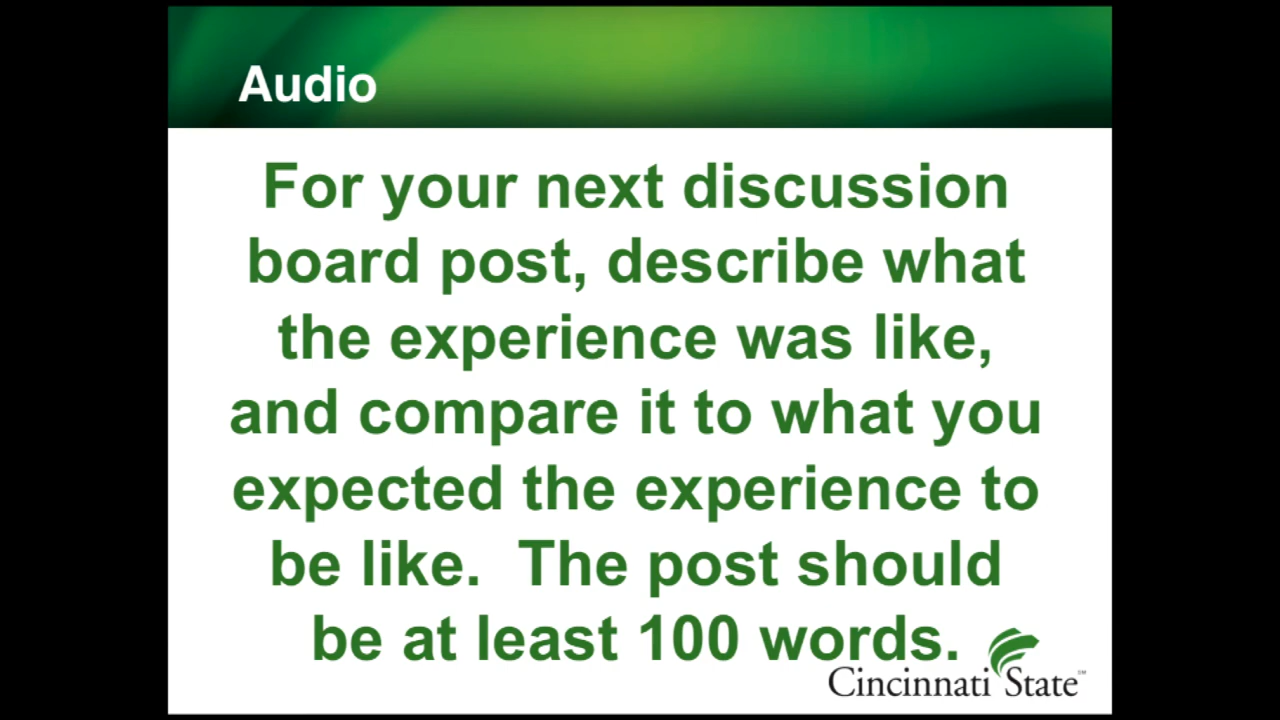 Audio
For your next discussion
board post, describe what
the experience was like,
and compare it to what you
expected the experience to
be like.  The post should
be at least 100 words.
Cincinnati State™